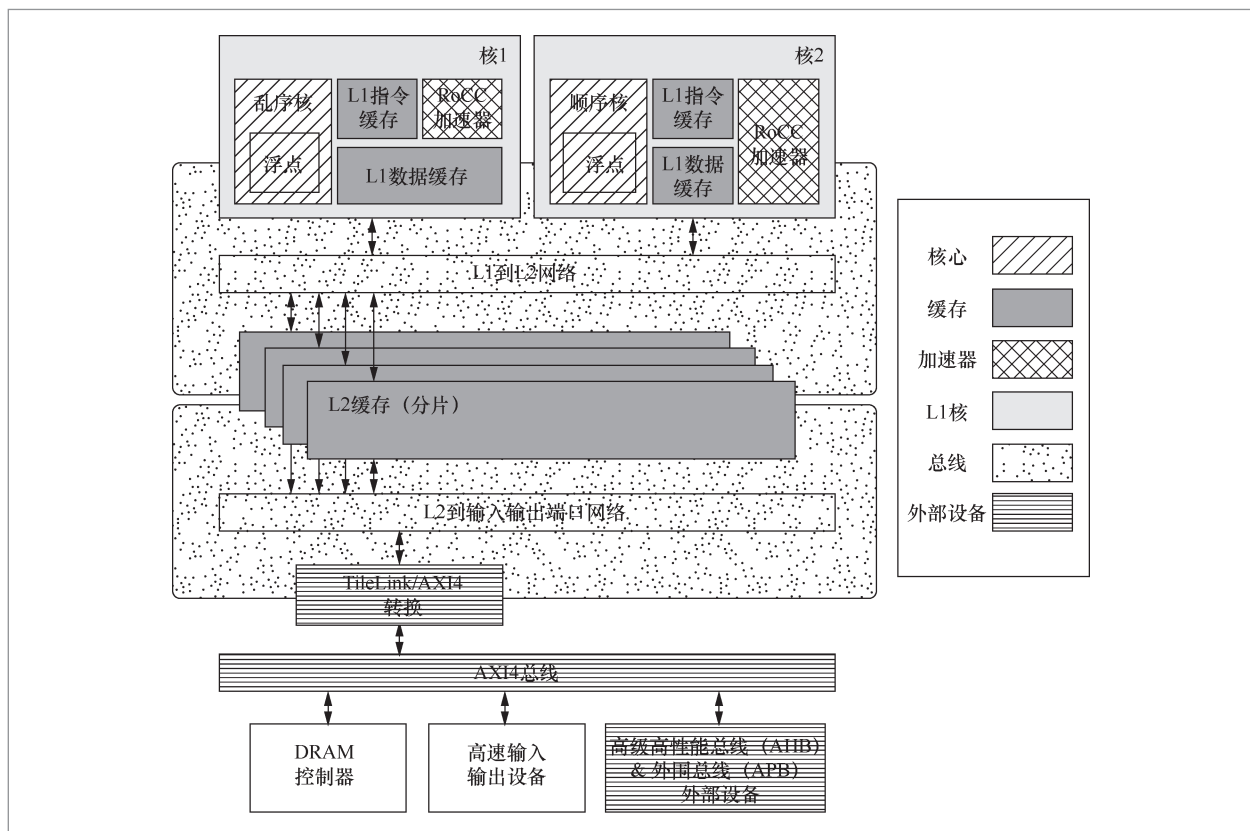 核1
乱序核
浮点
L1指令
缓存
RoCC
加速器
L1数据缓存
核2
顺序核
浮点
L1指令
缓存
L1数据
缓存
RoCC
加速器
L1到L2网络
L2缓存（分片）
L2到输入输出端口网络
TileLink/AXI4
转换
AXI4总线
DRAM
控制器
高速输入
输出设备
高级高性能总线（AHB）
& 外国总线（APB）
外部设备
核心
缓存
加速器
L1核
总线
外部设备